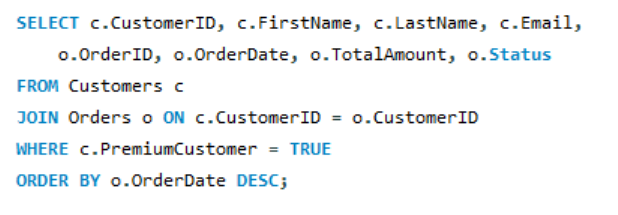 SELECT c.CustomerID, c.FirstName, c.LastName, c.Email,
    o.OrderID, o.OrderDate, o.TotalAmount, o.Status
FROM Customers c
JOIN Orders o ON c.CustomerID = o.CustomerID
WHERE c.PremiumCustomer = TRUE
ORDER BY o.OrderDate DESC;